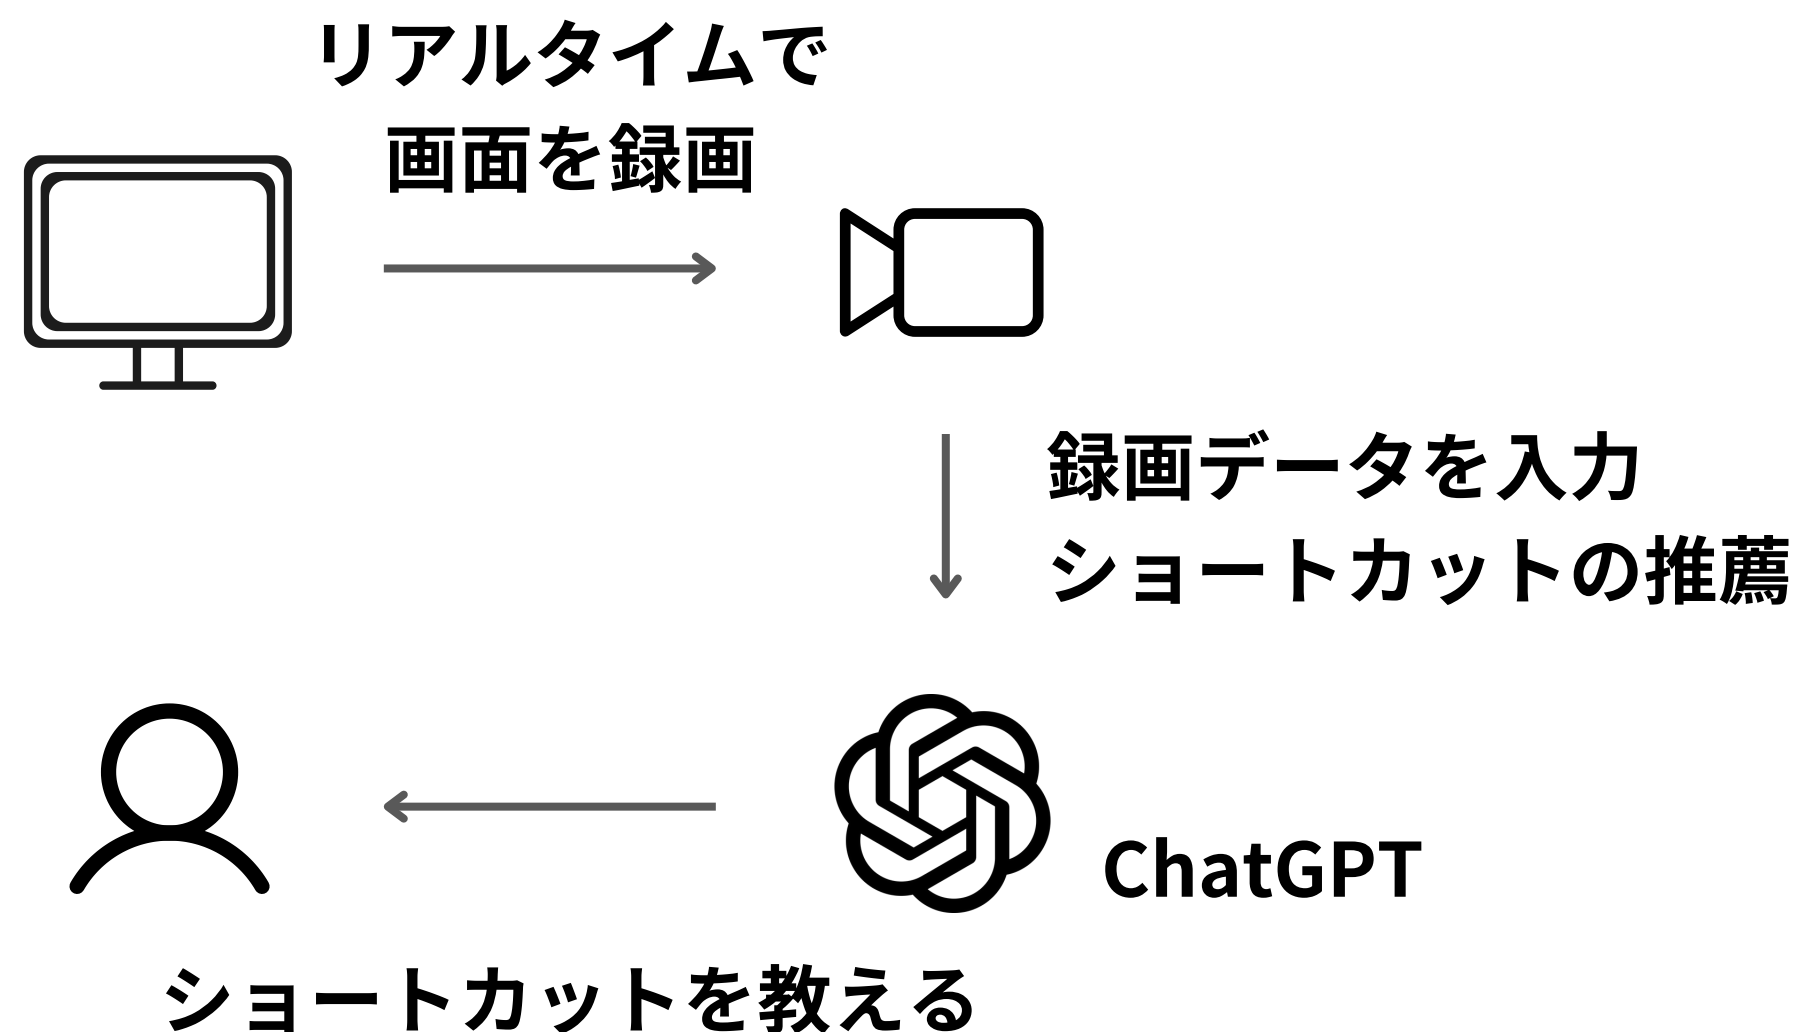 リアルタイムで
画面を録画
録画データを入力
ショートカットの推薦
ChatGPT
ショートカットを教える